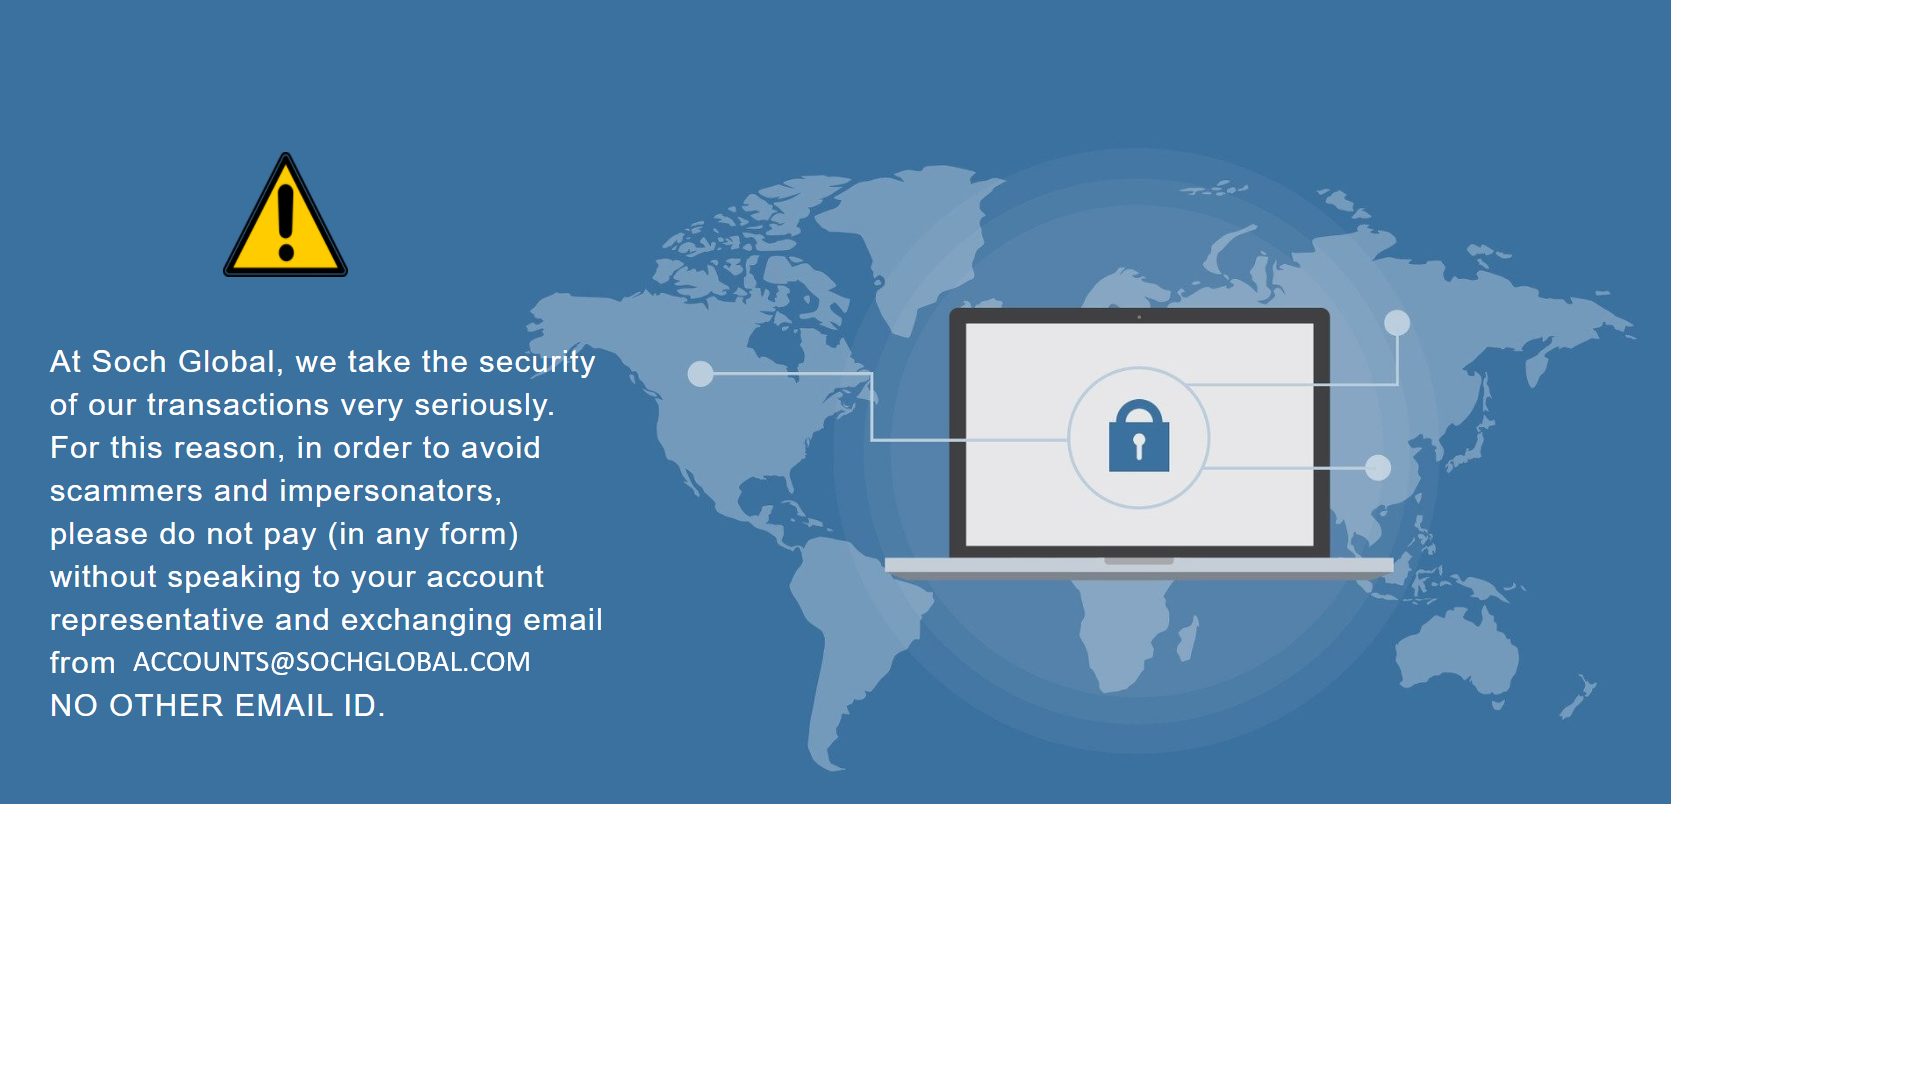 At Soch Global, we take the security
of our transactions very seriously.
For this reason, in order to avoid
scammers and impersonators,
please do not pay (in any form)
without speaking to your account
representative and exchanging email
from ACCOUNTS@SOCHGLOBAL.COM
NO OTHER EMAIL ID.